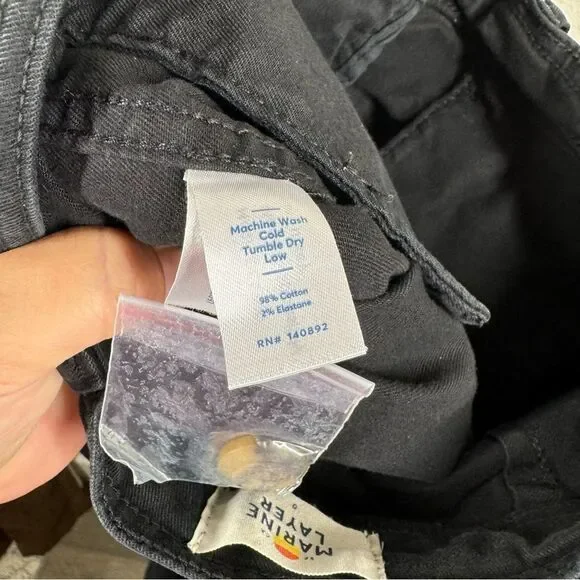 Machine Wash
Cold
Tumble Dry
Low
98% Cotton
2% Elastane
RN# 140892
MARINE
LAYER